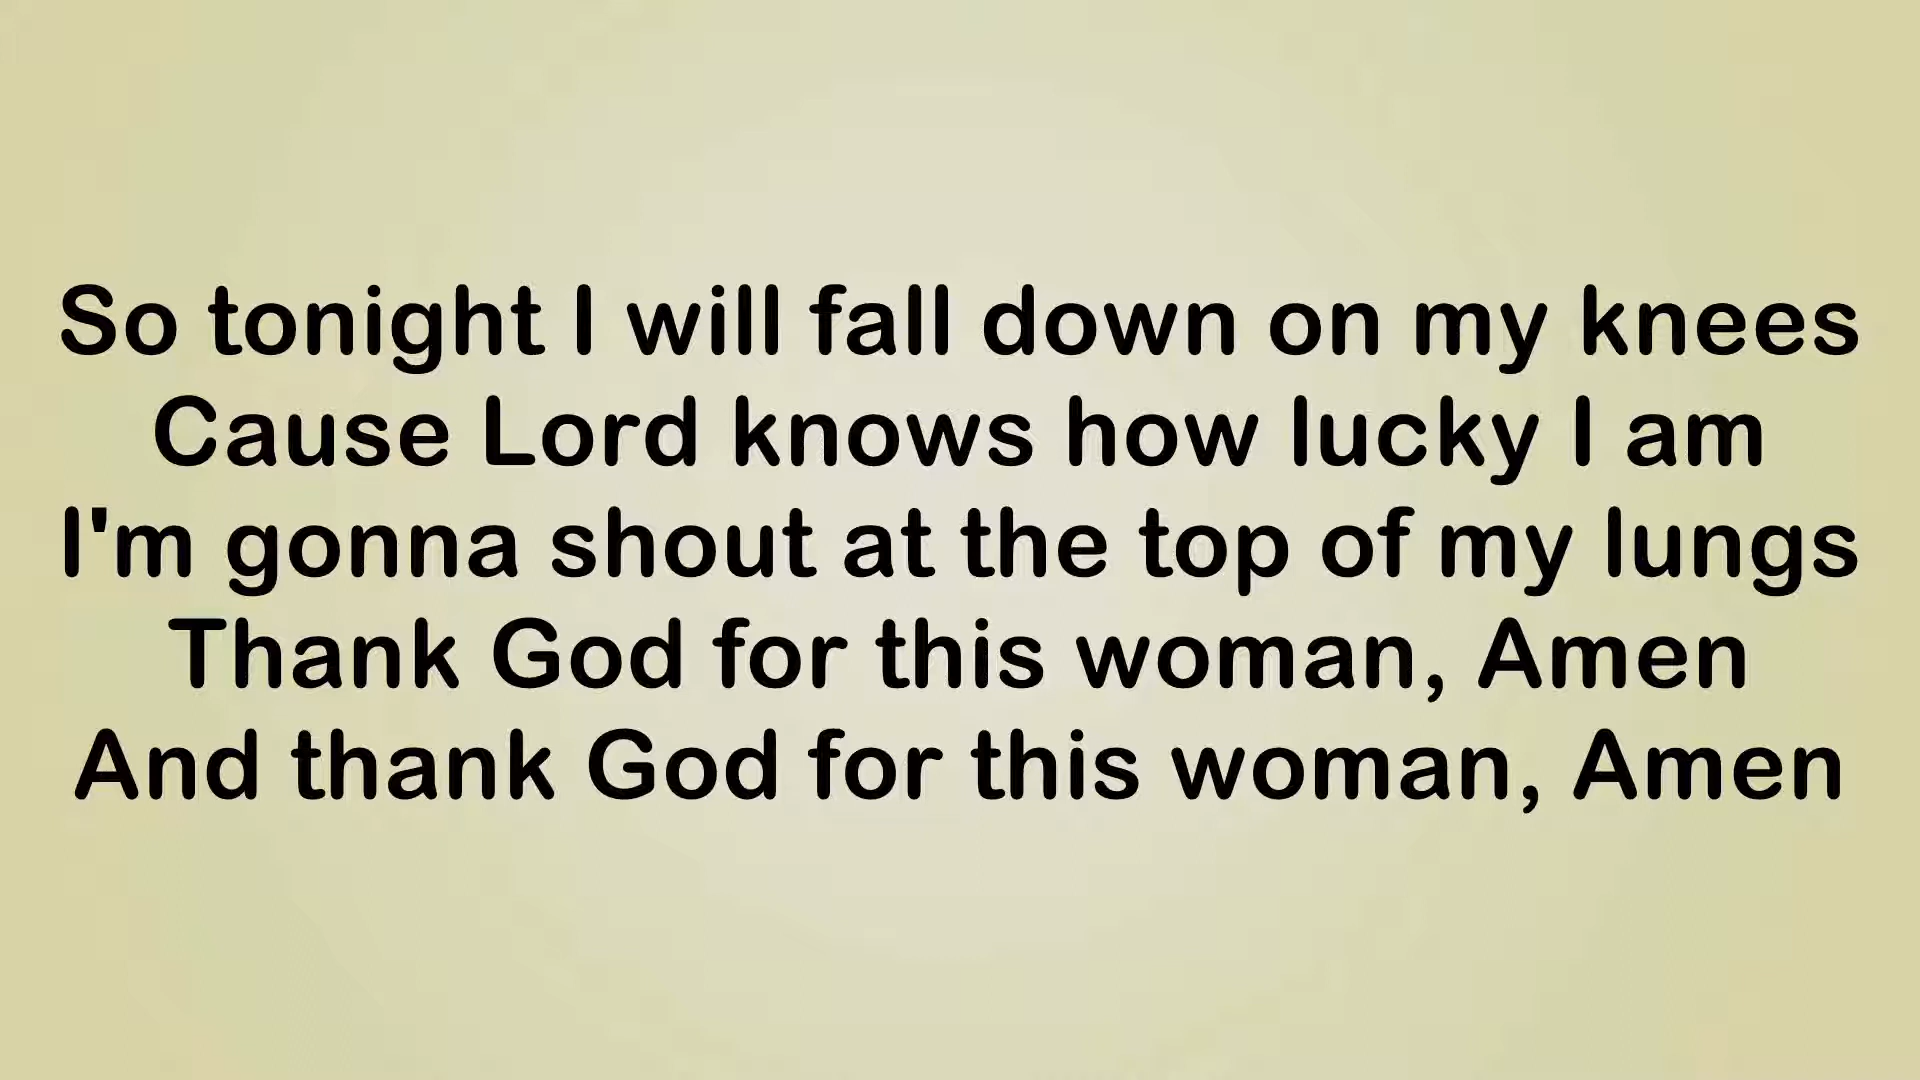 So tonight I will fall down on my knees
Cause Lord knows how lucky I am
I'm gonna shout at the top of my lungs
Thank God for this woman, Amen
And thank God for this woman, Amen